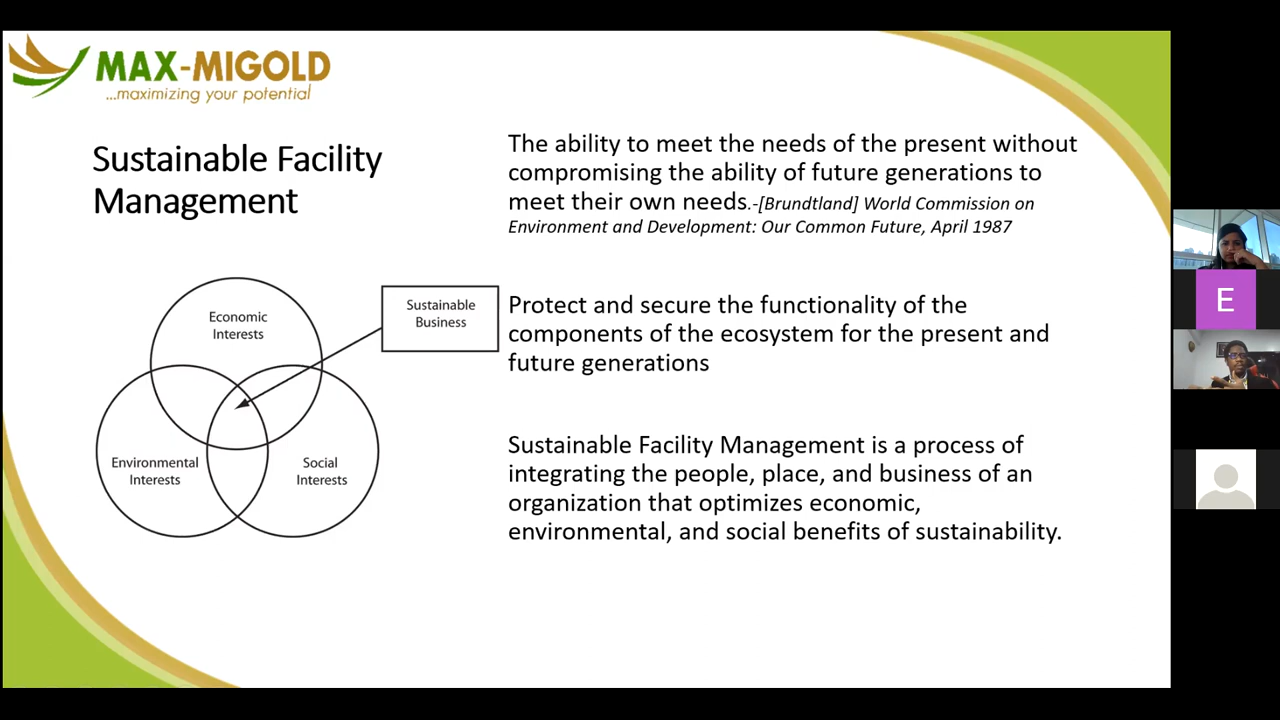 MAX-MIGOLD
...maximizing your potential
Sustainable Facility
Management
The ability to meet the needs of the present without
compromising the ability of future generations to
meet their own needs.-[Brundtland] World Commission on
Environment and Development: Our Common Future, April 1987
Economic
Interests
Sustainable
Business
Environmental
Interests
Social
Interests
Protect and secure the functionality of the
components of the ecosystem for the present and
future generations
Sustainable Facility Management is a process of
integrating the people, place, and business of an
organization that optimizes economic,
environmental, and social benefits of sustainability.
E